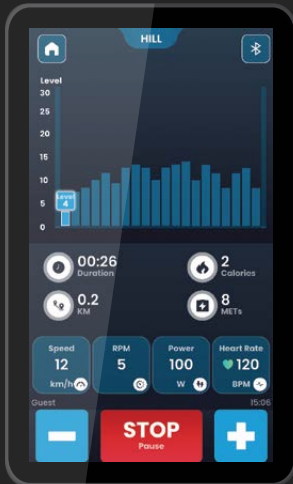 HILL
Level
30
25
20
15
10
5
0
Level
4
00:26
Duration
2
Calories
0.2
KM
8
METs
Speed
12
km/h
RPM
5
Power
100
W
Heart Rate
120
BPM
Guest
15:06
STOP
Pause